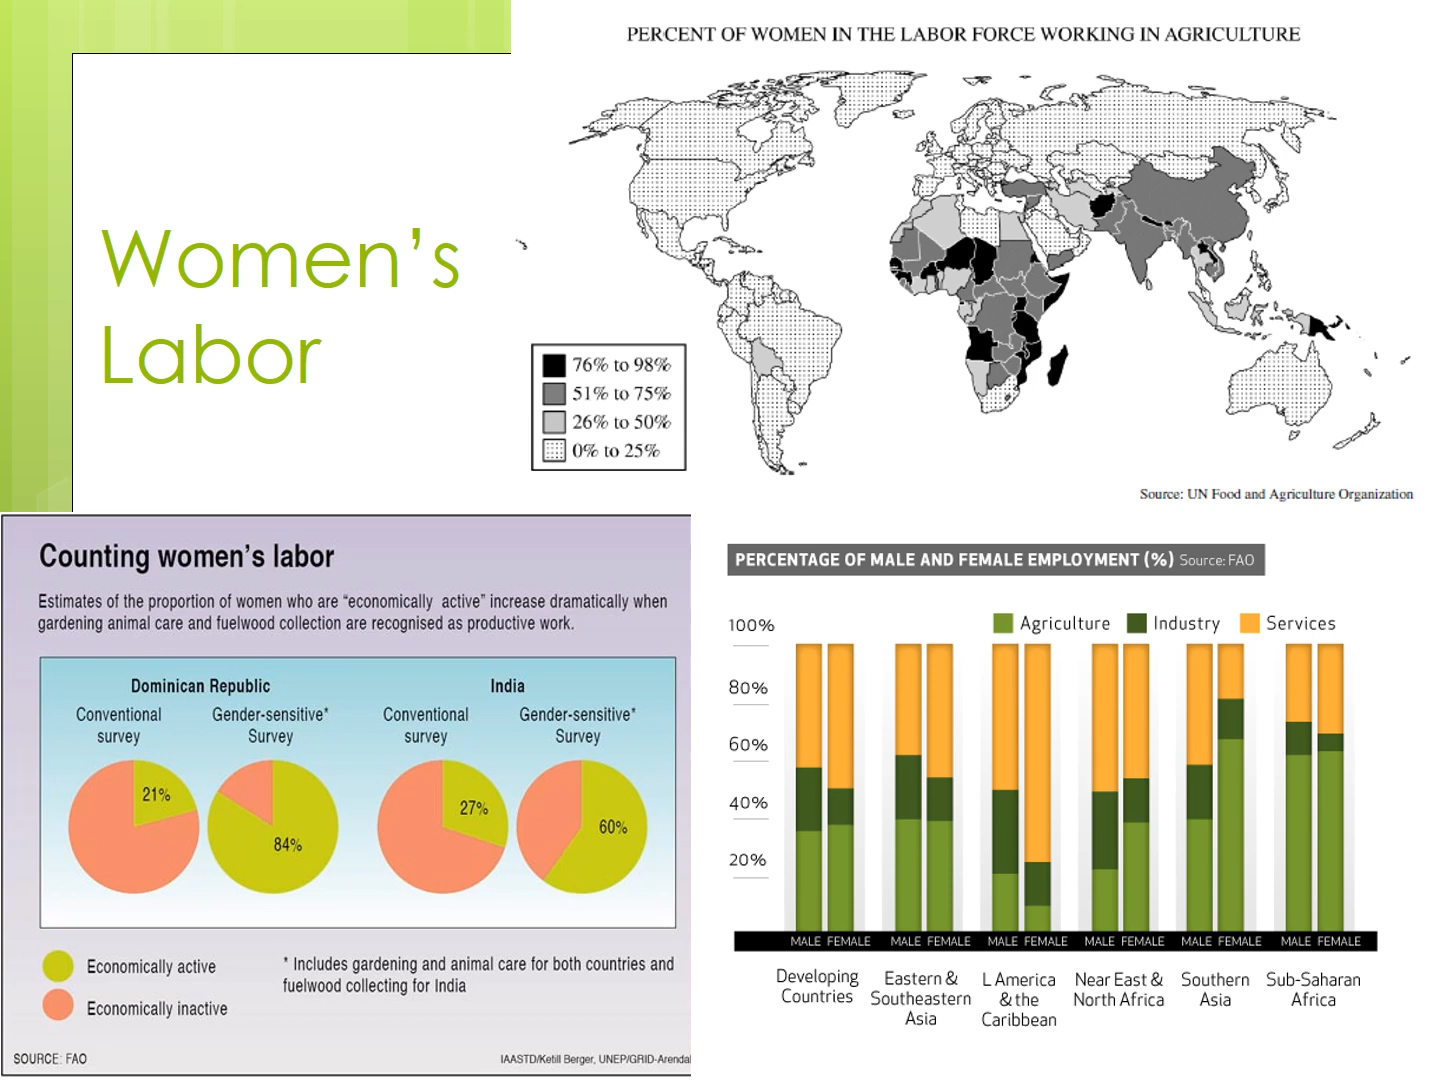 Women’s
Labor
PERCENT OF WOMEN IN THE LABOR FORCE WORKING IN AGRICULTURE
76% to 98%
51% to 75%
26% to 50%
0% to 25%
Source: UN Food and Agriculture Organization
Counting women’s labor
Estimates of the proportion of women who are “economically active” increase dramatically when
gardening animal care and fuelwood collection are recognised as productive work.
Dominican Republic
India
Conventional
survey
Gender-sensitive*
Survey
Conventional
survey
Gender-sensitive*
Survey
21%
84%
27%
60%
Economically active
Economically inactive
* Includes gardening and animal care for both countries and
fuelwood collecting for India
SOURCE: FAO
IAASTD/Ketill Berger, UNEP/GRID-Arendal
PERCENTAGE OF MALE AND FEMALE EMPLOYMENT (%) Source: FAO
Agriculture Industry Services
100%
80%
60%
40%
20%
MALE FEMALE MALE FEMALE MALE FEMALE MALE FEMALE MALE FEMALE MALE FEMALE
Developing
Countries
Eastern &
Southeastern
Asia
L America
& the
Caribbean
Near East &
North Africa
Southern
Asia
Sub-Saharan
Africa